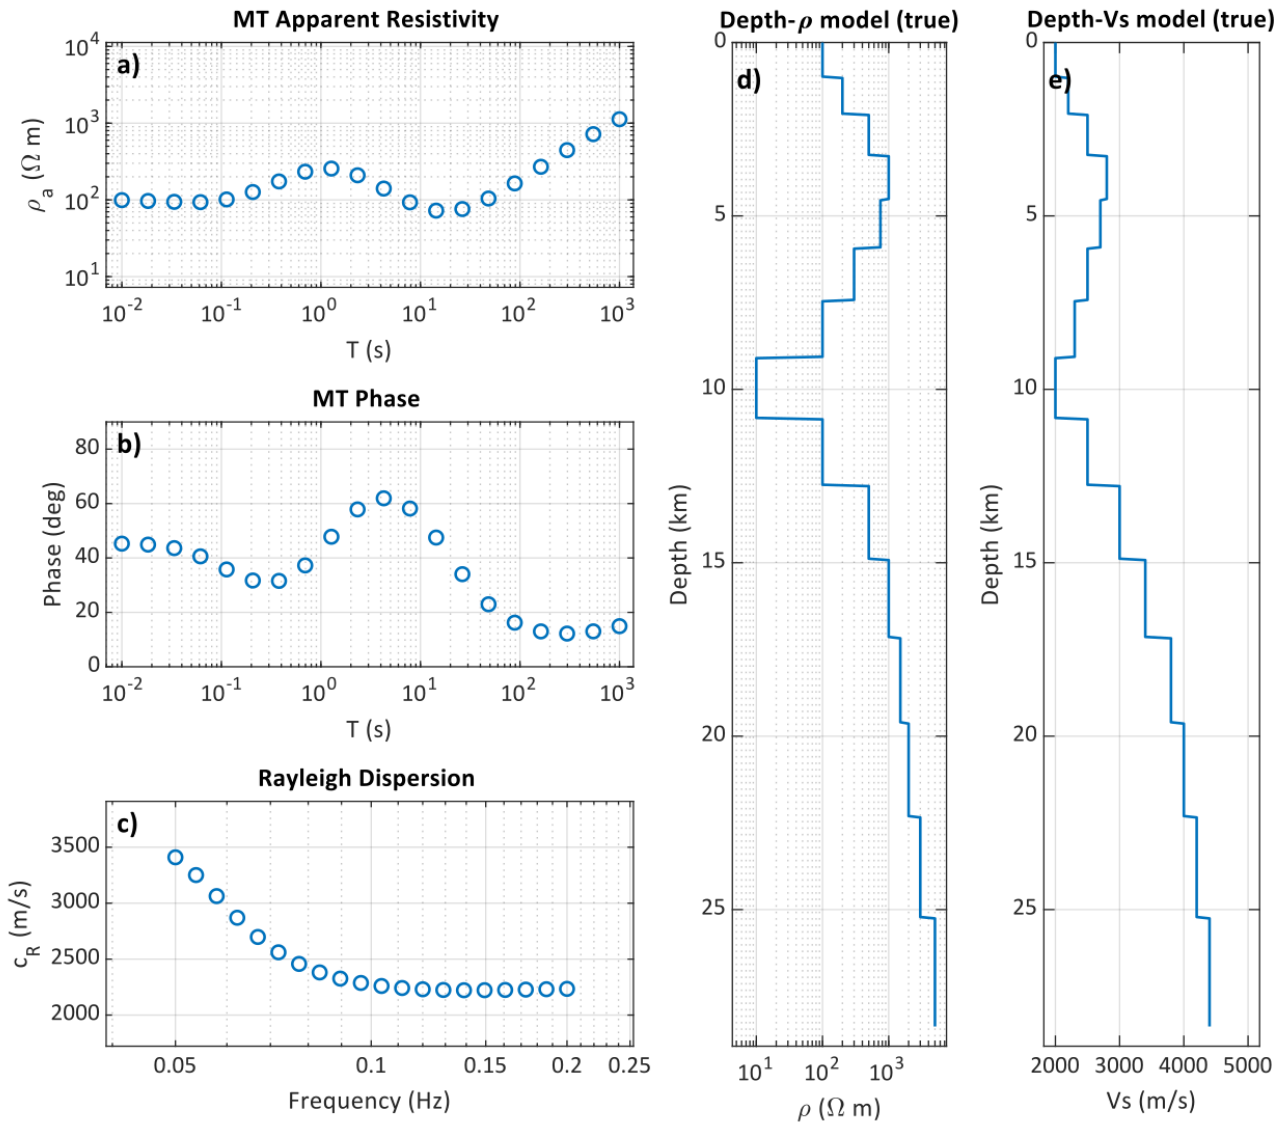 MT Apparent Resistivity
a)
10^4
10^3
10^2
10^1
ρ_a (Ω m)
10^-2 10^-1 10^0 10^1 10^2 10^3
T (s)
MT Phase
b)
80
60
40
20
0
Phase (deg)
10^-2 10^-1 10^0 10^1 10^2 10^3
T (s)
Rayleigh Dispersion
c)
3500
3000
2500
2000
c_R (m/s)
0.05 0.1 0.15 0.2 0.25
Frequency (Hz)
Depth-ρ model (true)
d)
0
5
10
15
20
25
Depth (km)
10^1 10^2 10^3
ρ (Ω m)
Depth-Vs model (true)
e)
0
5
10
15
20
25
Depth (km)
2000 3000 4000 5000
Vs (m/s)